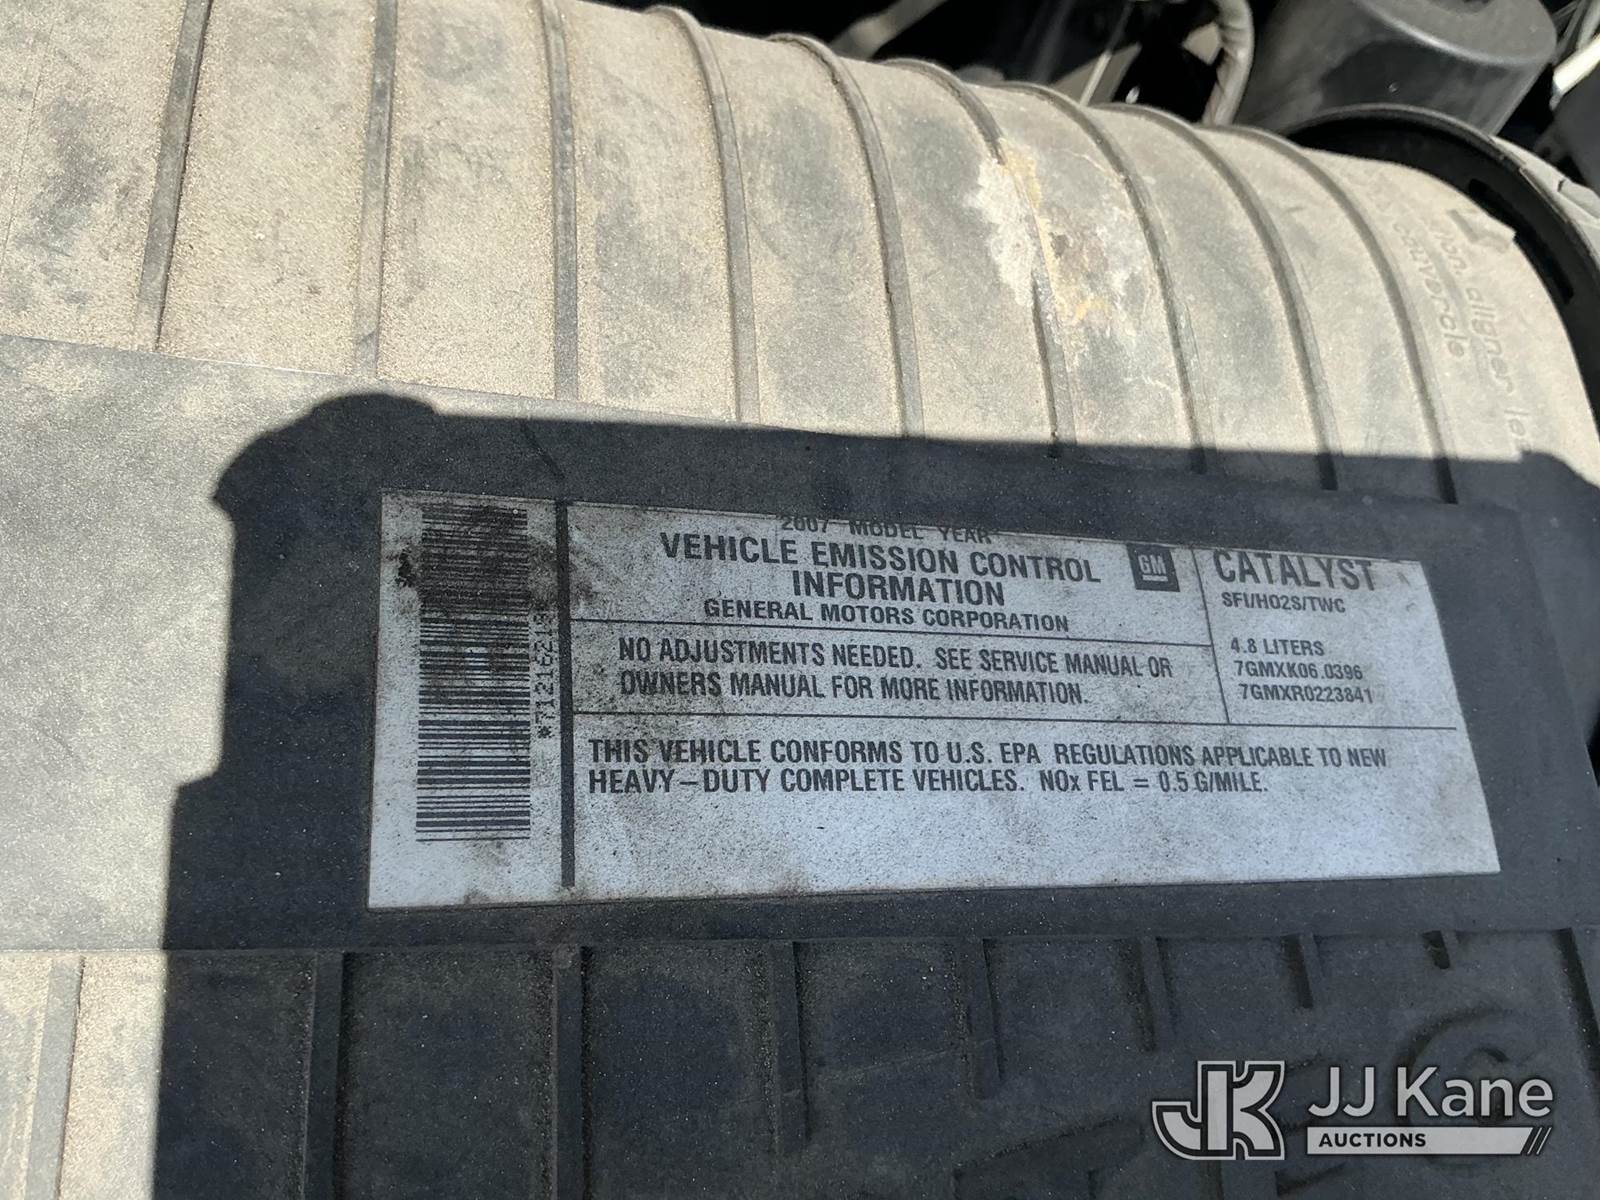 2007 MODEL YEAR
VEHICLE EMISSION CONTROL
INFORMATION
GENERAL MOTORS CORPORATION
GM
CATALYST
SFI/HO2S/TWC
4.8 LITERS
7GMXK06.0396
7GMXR0223841
NO ADJUSTMENTS NEEDED. SEE SERVICE MANUAL OR
OWNERS MANUAL FOR MORE INFORMATION.
THIS VEHICLE CONFORMS TO U.S. EPA REGULATIONS APPLICABLE TO NEW
HEAVY-DUTY COMPLETE VEHICLES. NOx FEL = 0.5 G/MILE.
JK JJ Kane
AUCTIONS